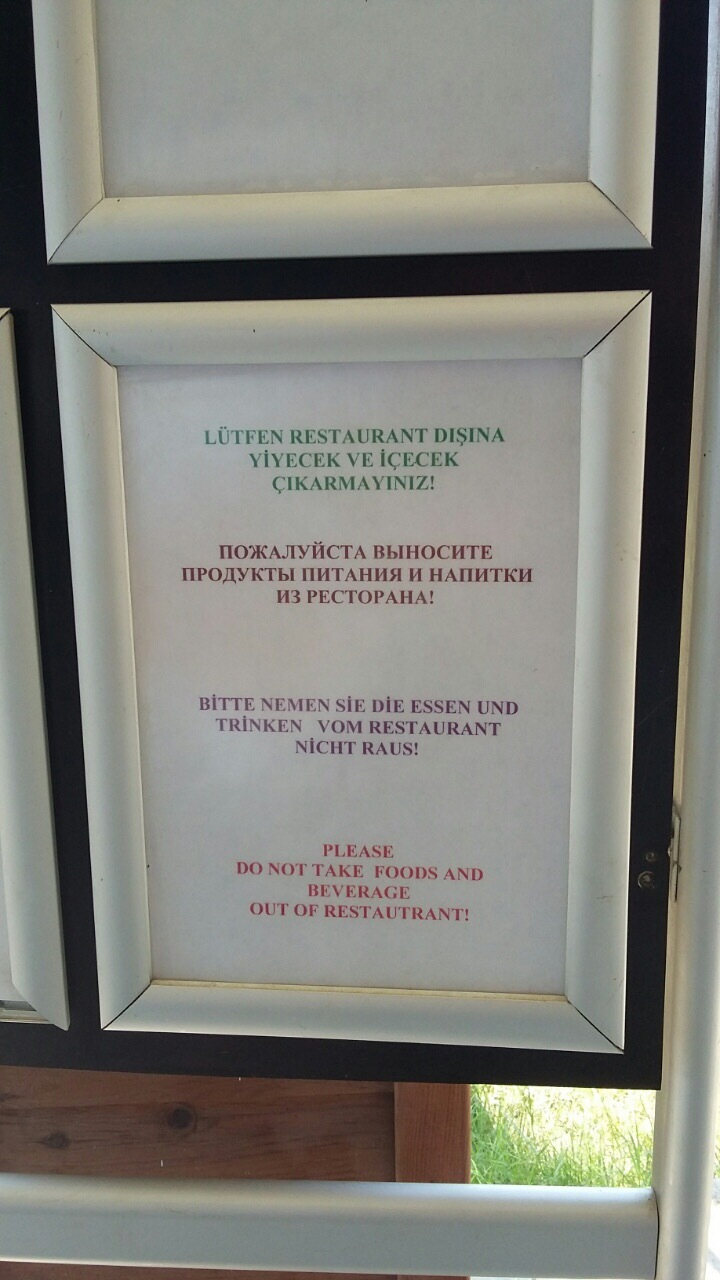 LÜTFEN RESTAURANT DIŞINA
YİYECEK VE İÇECEK
ÇIKARMAYINIZ!
ПОЖАЛУЙСТА ВЫНОСИТЕ
ПРОДУКТЫ ПИТАНИЯ И НАПИТКИ
ИЗ РЕСТОРАНА!
BİTTE NEMEN SİE DİE ESSEN UND
TRİNKEN VOM RESTAURANT
NİCHT RAUS!
PLEASE
DO NOT TAKE FOODS AND
BEVERAGE
OUT OF RESTAUTRANT!